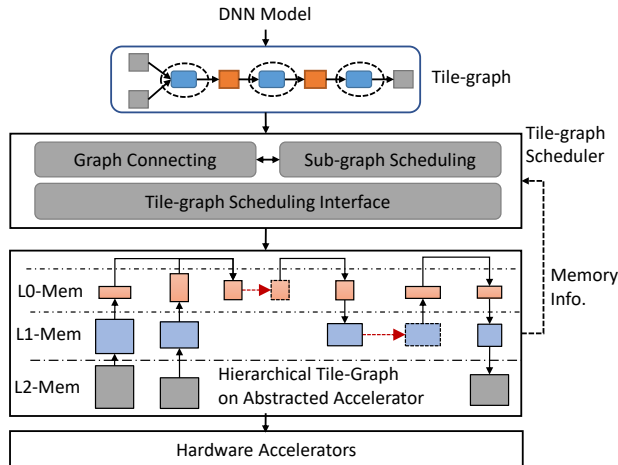 DNN Model
Tile-graph
Tile-graph
Scheduler
Graph Connecting
Sub-graph Scheduling
Tile-graph Scheduling Interface
Memory
Info.
L0-Mem
L1-Mem
L2-Mem
Hierarchical Tile-Graph
on Abstracted Accelerator
Hardware Accelerators